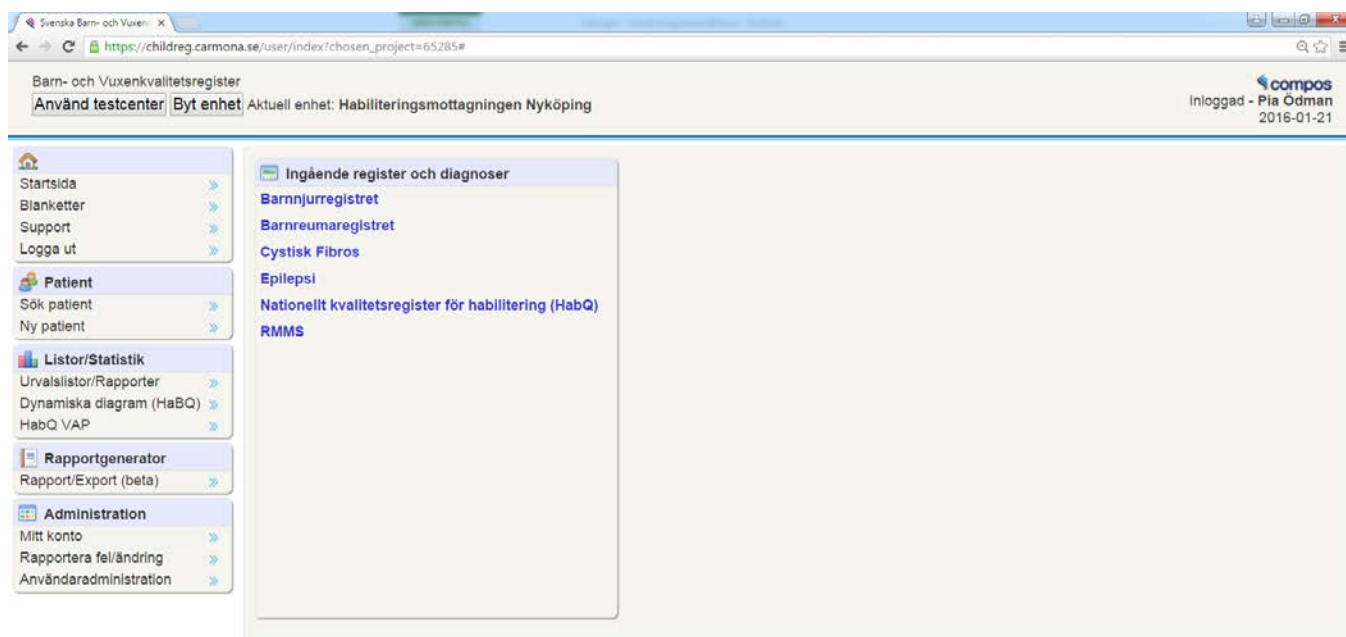 Svenska Barn- och Vuxen
https://childreg.carmona.se/user/index?chosen_project=65285#
Barn- och Vuxenkvalitetsregister
Använd testcenter Byt enhet Aktuell enhet: Habiliteringsmottagningen Nyköping
compos
Inloggad - Pia Ödman
2016-01-21
Startsida
Blanketter
Support
Logga ut
Patient
Sök patient
Ny patient
Listor/Statistik
Urvalslistor/Rapporter
Dynamiska diagram (HaBQ)
HabQ VAP
Rapportgenerator
Rapport/Export (beta)
Administration
Mitt konto
Rapportera fel/ändring
Användaradministration
Ingående register och diagnoser
Barnnjurregistret
Barnreumaregistret
Cystisk Fibros
Epilepsi
Nationellt kvalitetsregister för habilitering (HabQ)
RMMS